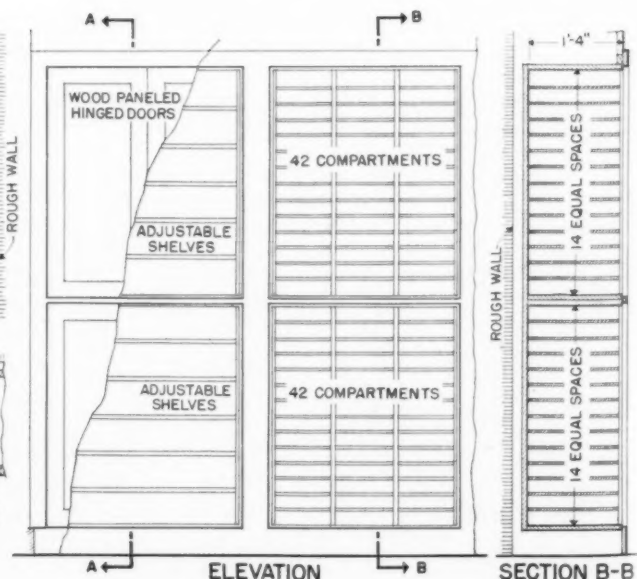 A
B
1'-4"
WOOD PANELED
HINGED DOORS
ROUGH WALL
42 COMPARTMENTS
14 EQUAL SPACES
ADJUSTABLE
SHELVES
ROUGH WALL
ADJUSTABLE
SHELVES
42 COMPARTMENTS
14 EQUAL SPACES
A
B
ELEVATION
SECTION B-B